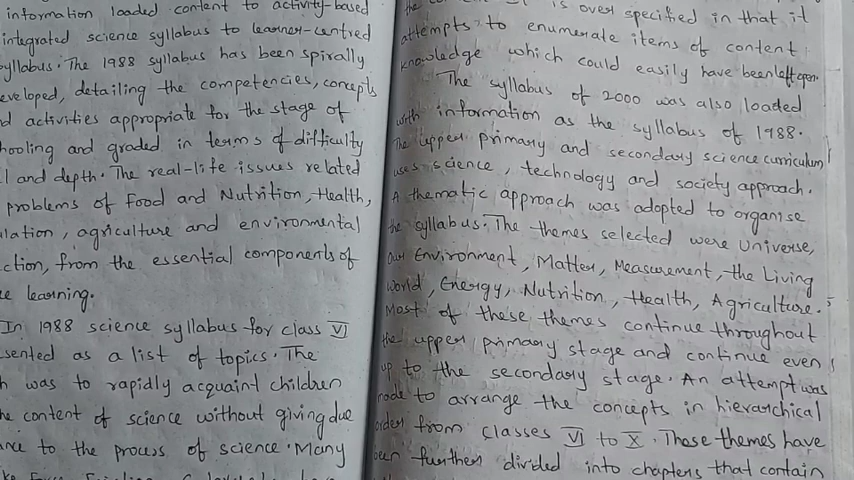 information loaded content to activity-based
integrated science syllabus to learner-centred
syllabus. The 1988 syllabus has been spirally
eveloped, detailing the competencies, concepts
d activities appropriate for the stage of
hooling and graded in terms of difficulty
l and depth. The real-life issues related
problems of Food and Nutrition, Health,
lation, agriculture and environmental
ction, from the essential components of
ce learning.
In 1988 science syllabus for class VI
sented as a list of topics. The
h was to rapidly acquaint children
he content of science without giving due
ance to the process of science. Many
the is over specified in that it
attempts to enumerate items of content
knowledge which could easily have been left open.
The syllabus of 2000 was also loaded
with information as the syllabus of 1988.
The upper primary and secondary science curriculum
uses science, technology and society approach.
A thematic approach was adopted to organise
the syllabus. The themes selected were Universe,
Our Environment, Matter, Measurement, the Living
world, Energy, Nutrition, Health, Agriculture.
Most of these themes continue throughout
the upper primary stage and continue even
up to the secondary stage. An attempt was
made to arrange the concepts in hierarchical
order from classes VI to X. Those themes have
been further divided into chapters that contain